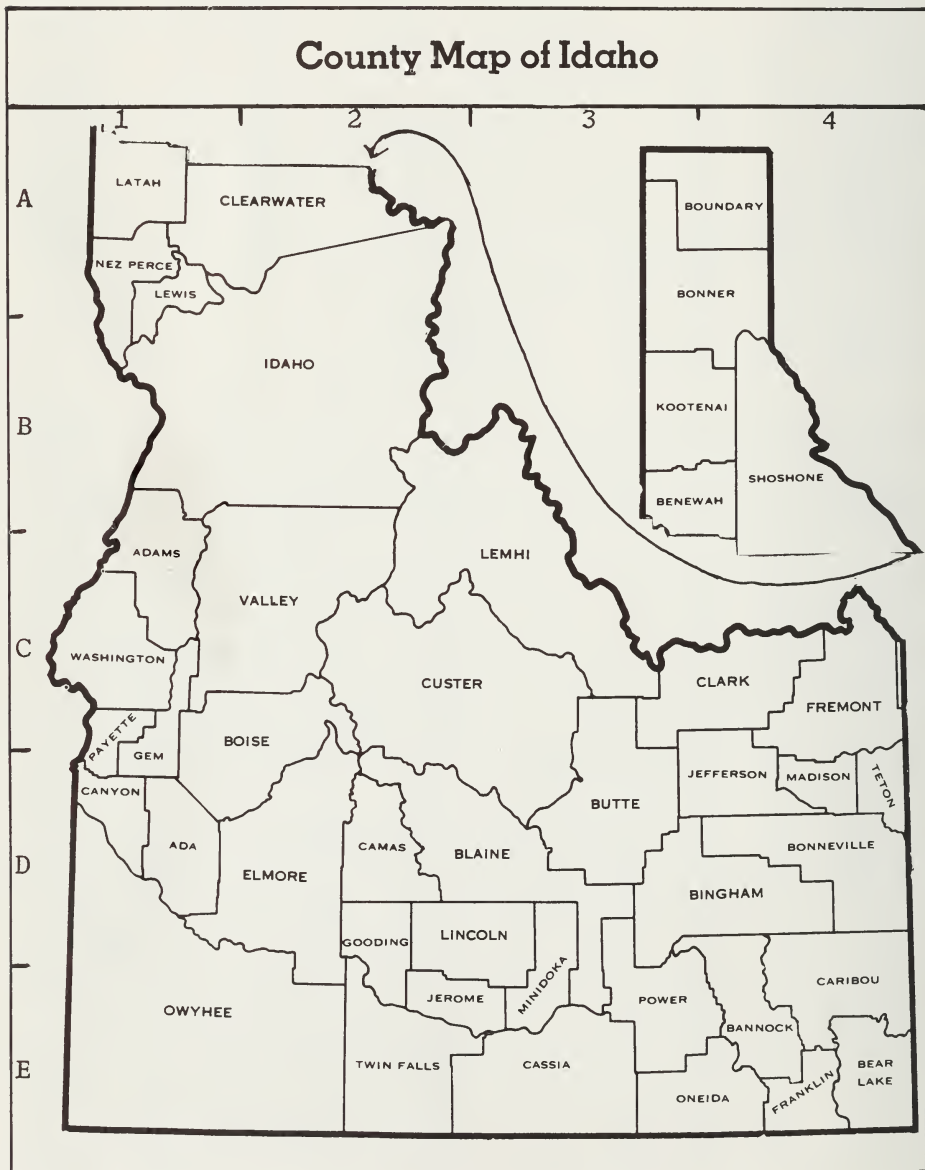 County Map of Idaho
1 2 3 4
A
LATAH
CLEARWATER
BOUNDARY
NEZ PERCE
LEWIS
BONNER
IDAHO
B
KOOTENAI
SHOSHONE
BENEWAH
ADAMS
LEMHI
VALLEY
C
WASHINGTON
CUSTER
CLARK
FREMONT
PAYETTE
GEM
BOISE
JEFFERSON
MADISON
TETON
CANYON
BUTTE
ADA
CAMAS
BLAINE
BONNEVILLE
D
ELMORE
BINGHAM
GOODING
LINCOLN
MINIDOKA
CARIBOU
JEROME
POWER
OWYHEE
BANNOCK
E
TWIN FALLS
CASSIA
BEAR
LAKE
ONEIDA
FRANKLIN